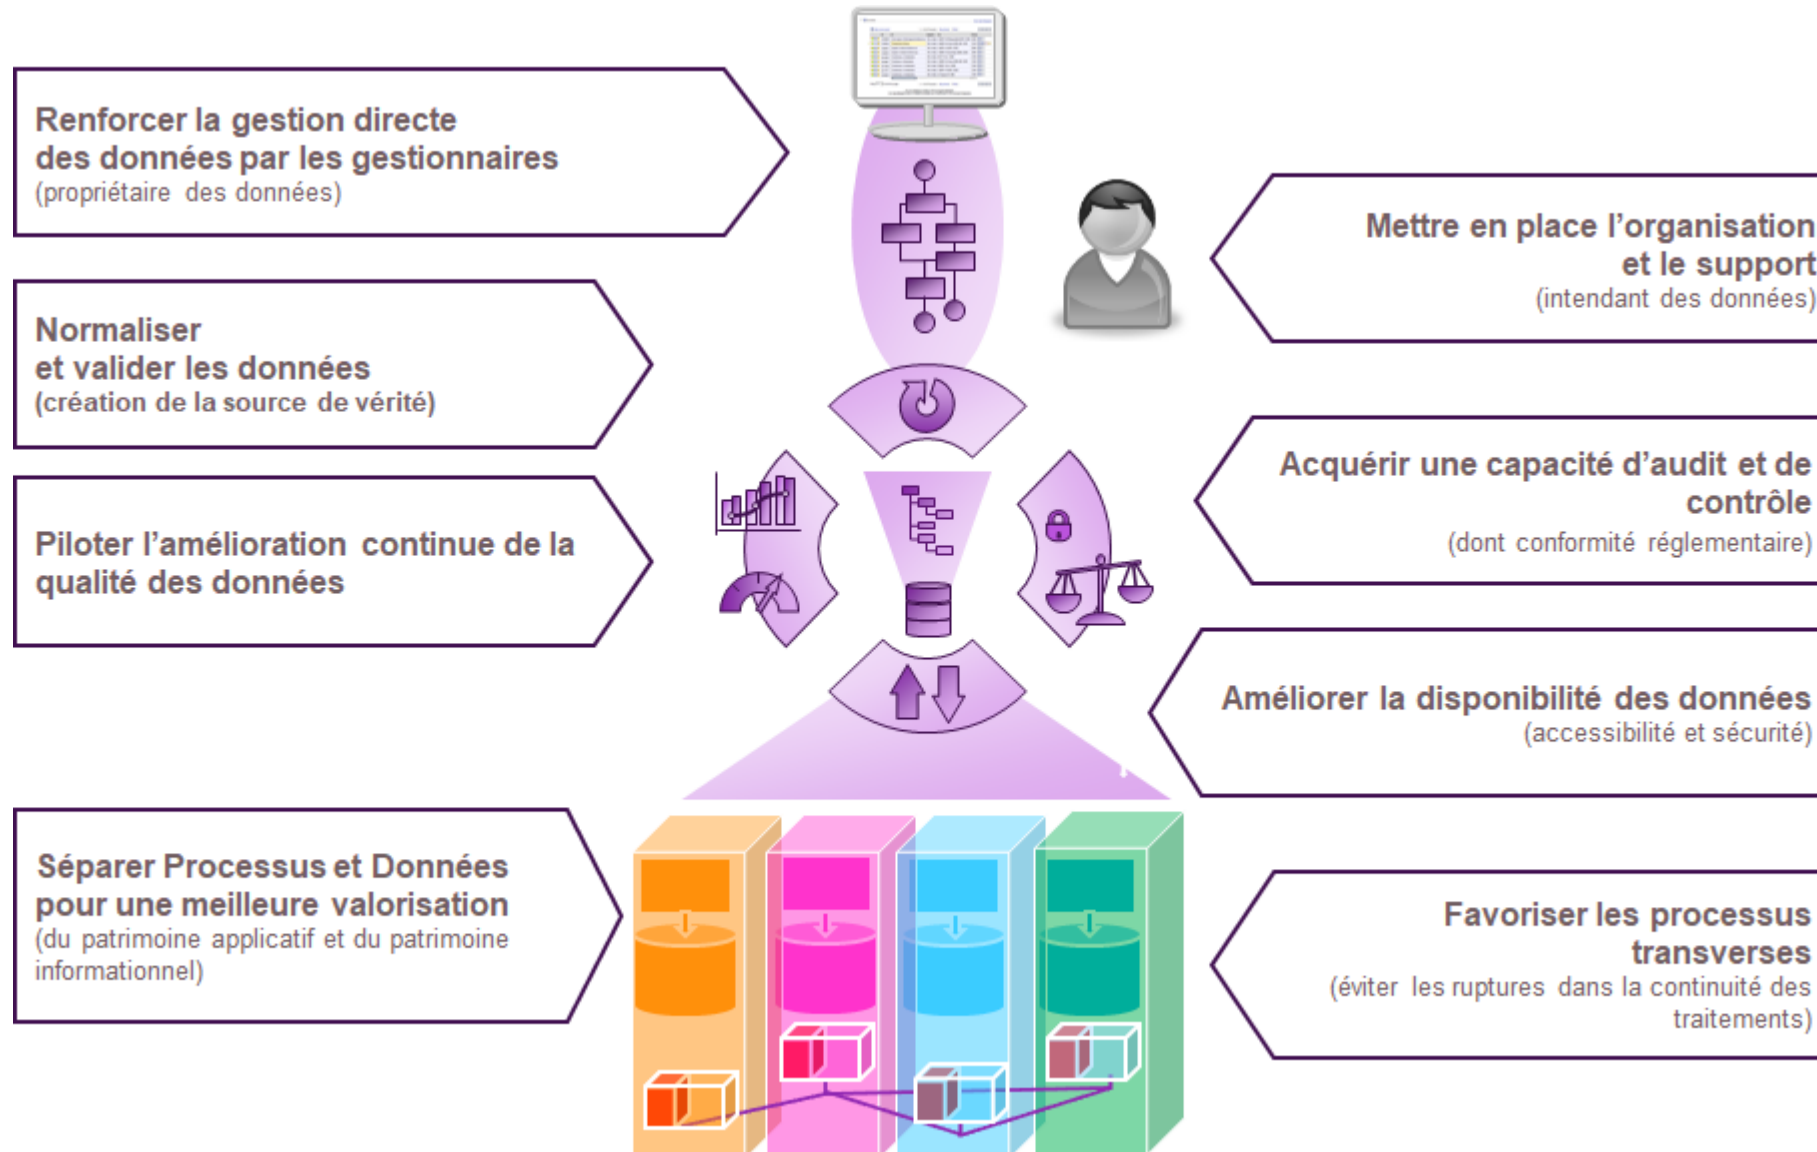 Renforcer la gestion directe
des données par les gestionnaires
(propriétaire des données)
Mettre en place l’organisation
et le support
(intendant des données)
Normaliser
et valider les données
(création de la source de vérité)
Acquérir une capacité d’audit et de
contrôle
(dont conformité réglementaire)
Piloter l’amélioration continue de la
qualité des données
Améliorer la disponibilité des données
(accessibilité et sécurité)
Séparer Processus et Données
pour une meilleure valorisation
(du patrimoine applicatif et du patrimoine
informationnel)
Favoriser les processus
transverses
(éviter les ruptures dans la continuité des
traitements)